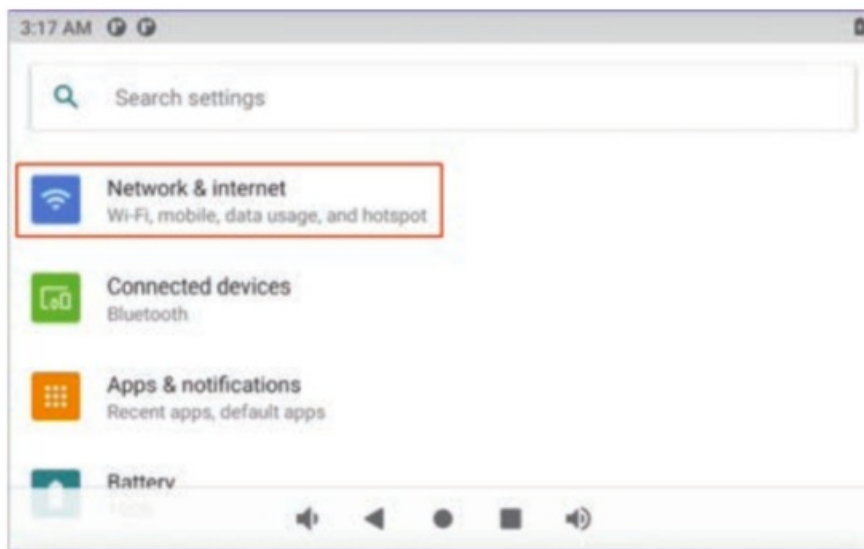 3:17 AM
Search settings
Network & internet
Wi-Fi, mobile, data usage, and hotspot
Connected devices
Bluetooth
Apps & notifications
Recent apps, default apps
Battery